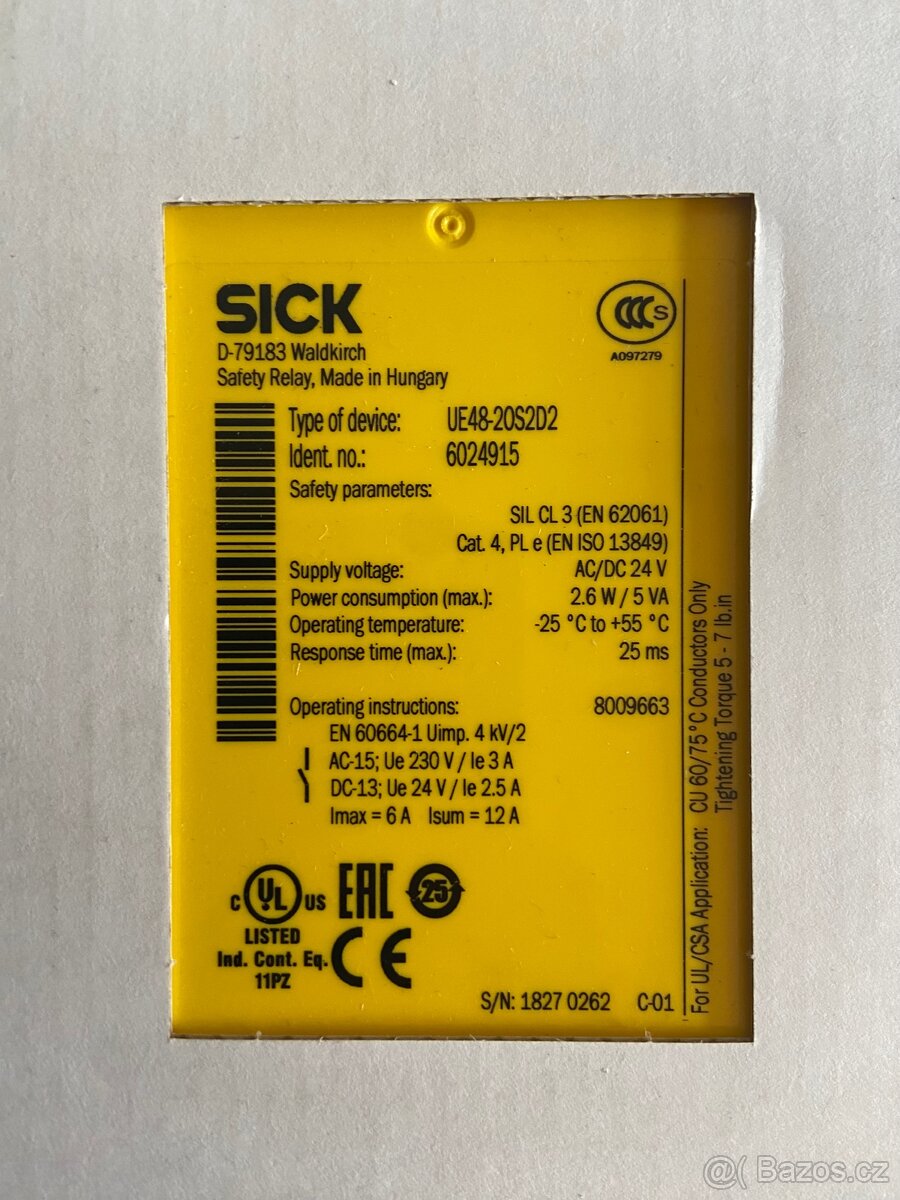 SICK
D-79183 Waldkirch
Safety Relay, Made in Hungary
CCC S
A097279
Type of device: UE48-20S2D2
Ident. no.: 6024915
Safety parameters:
SIL CL 3 (EN 62061)
Cat. 4, PL e (EN ISO 13849)
Supply voltage: AC/DC 24 V
Power consumption (max.): 2.6 W / 5 VA
Operating temperature: -25 °C to +55 °C
Response time (max.): 25 ms
Operating instructions: 8009663
EN 60664-1 Uimp. 4 kV/2
AC-15; Ue 230 V / Ie 3 A
DC-13; Ue 24 V / Ie 2.5 A
Imax = 6 A Isum = 12 A
C UL US
LISTED
Ind. Cont. Eq.
11PZ
EAC
25
CE
S/N: 1827 0262 C-01
For UL/CSA Application: CU 60/75°C Conductors Only
Tightening Torque 5 - 7 lb.in
@( Bazos.cz